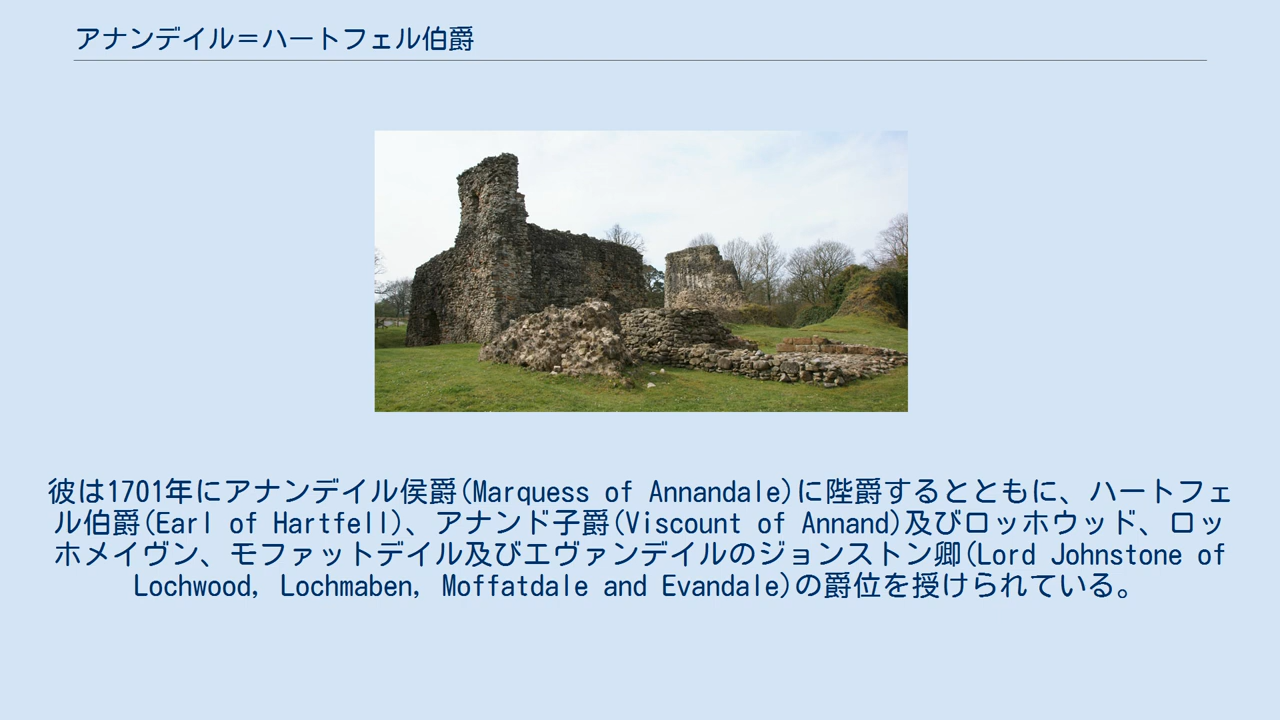 アナンデイル＝ハートフェル伯爵
彼は1701年にアナンデイル侯爵(Marquess of Annandale)に陞爵するとともに、ハートフェ
ル伯爵(Earl of Hartfell)、アナンド子爵(Viscount of Annand)及びロッホウッド、ロッ
ホメイヴン、モファットデイル及びエヴァンデイルのジョンストン卿(Lord Johnstone of
Lochwood, Lochmaben, Moffatdale and Evandale)の爵位を授けられている。